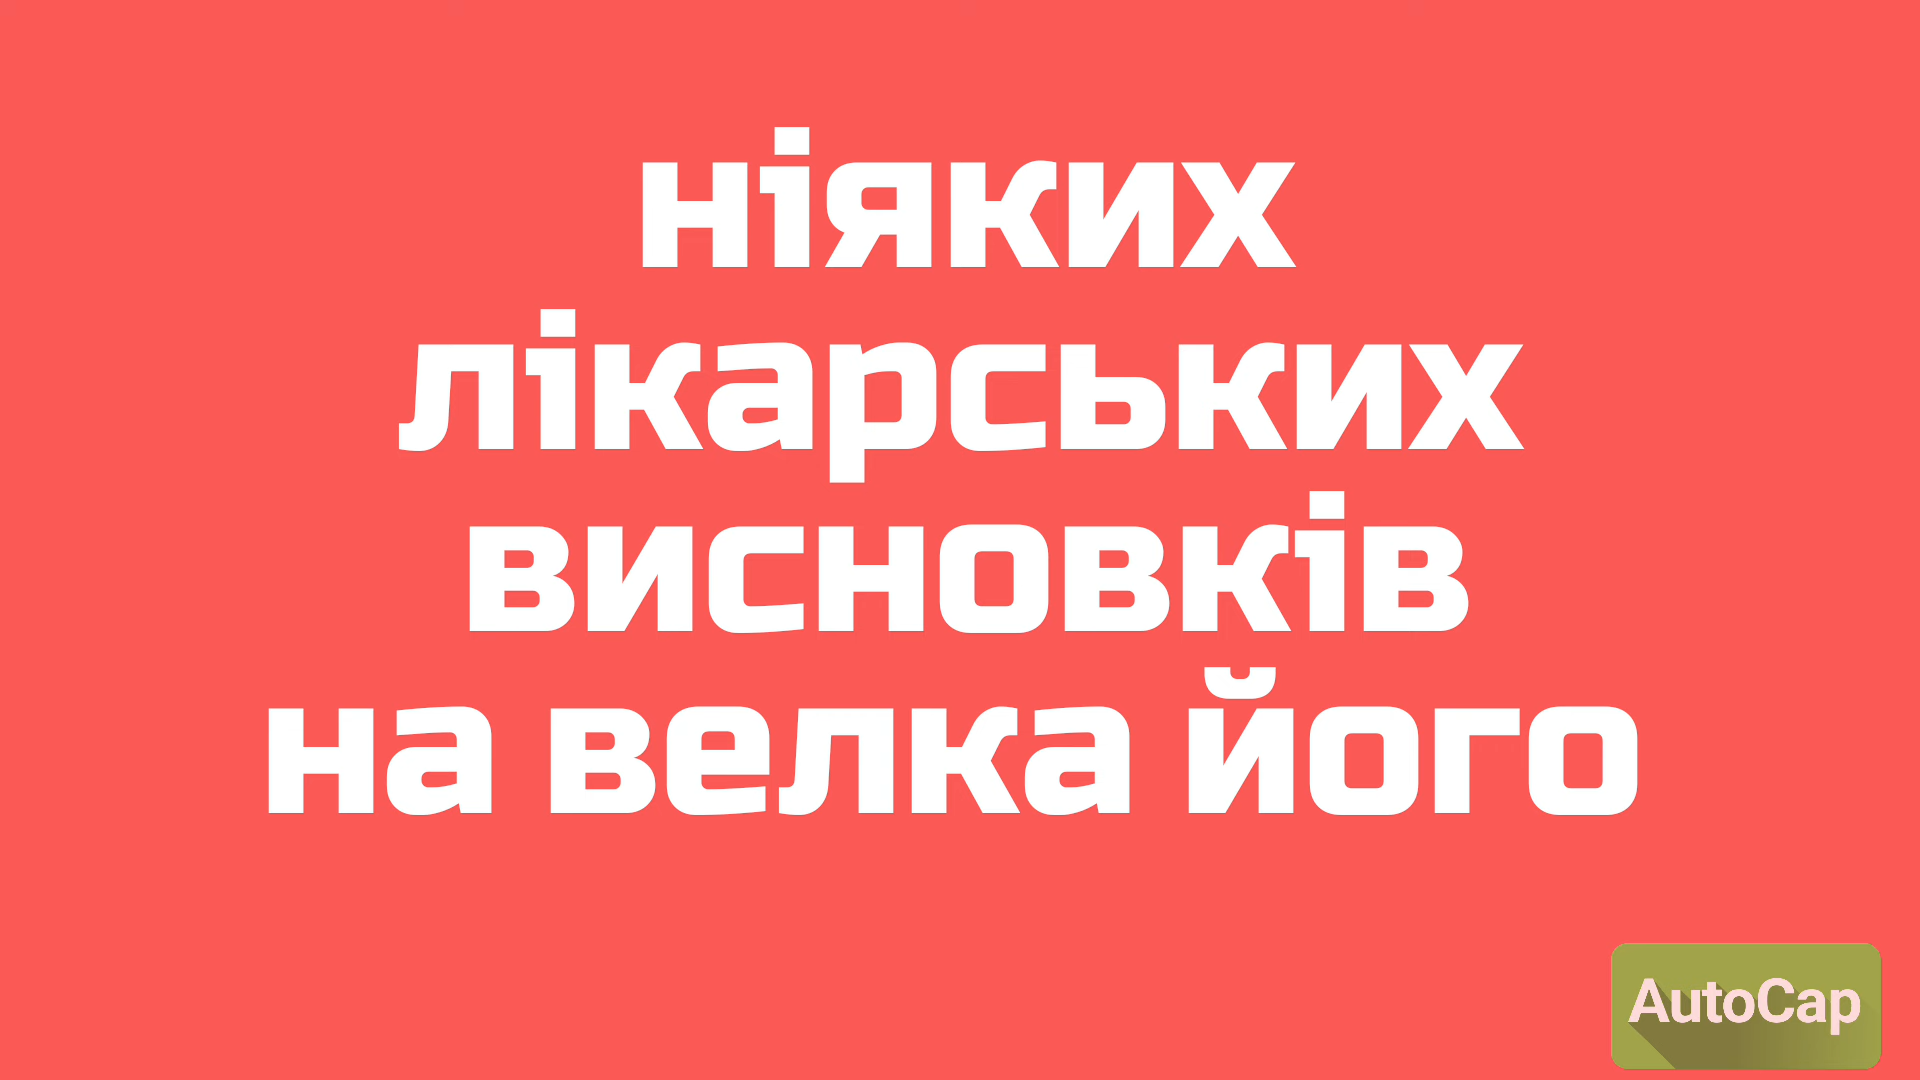 ніяких
лікарських
висновків
на велка його
AutoCap